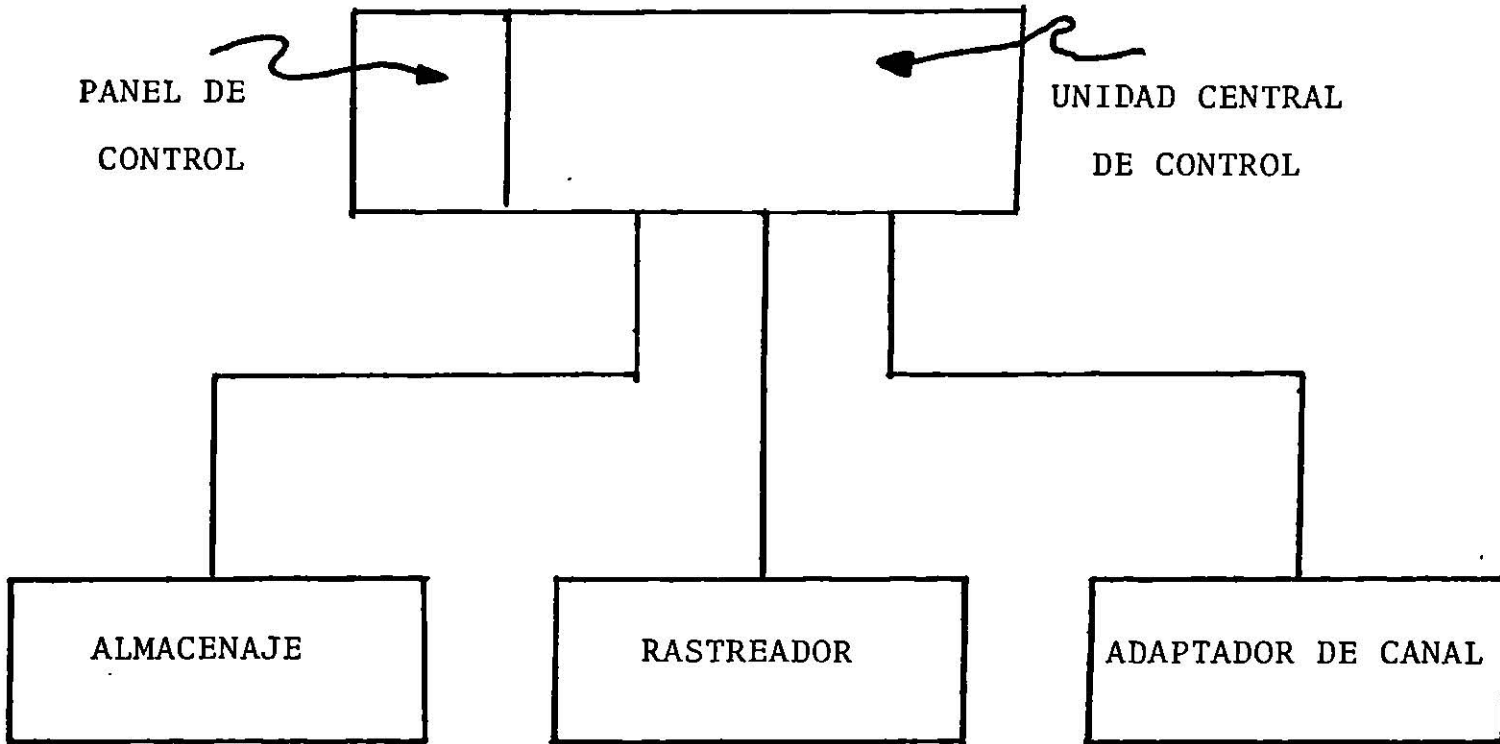 PANEL DE
CONTROL
UNIDAD CENTRAL
DE CONTROL
ALMACENAJE
RASTREADOR
ADAPTADOR DE CANAL